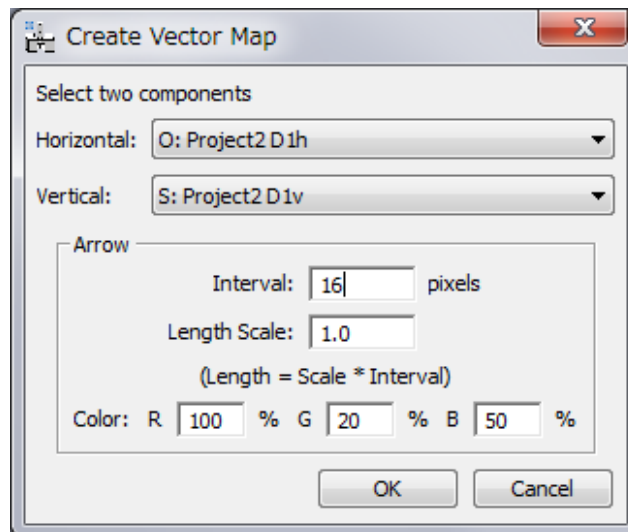 Create Vector Map
Select two components
Horizontal: O: Project2 D1h
Vertical: S: Project2 D1v
Arrow
Interval: 16 pixels
Length Scale: 1.0
(Length = Scale * Interval)
Color: R 100 % G 20 % B 50 %
OK Cancel